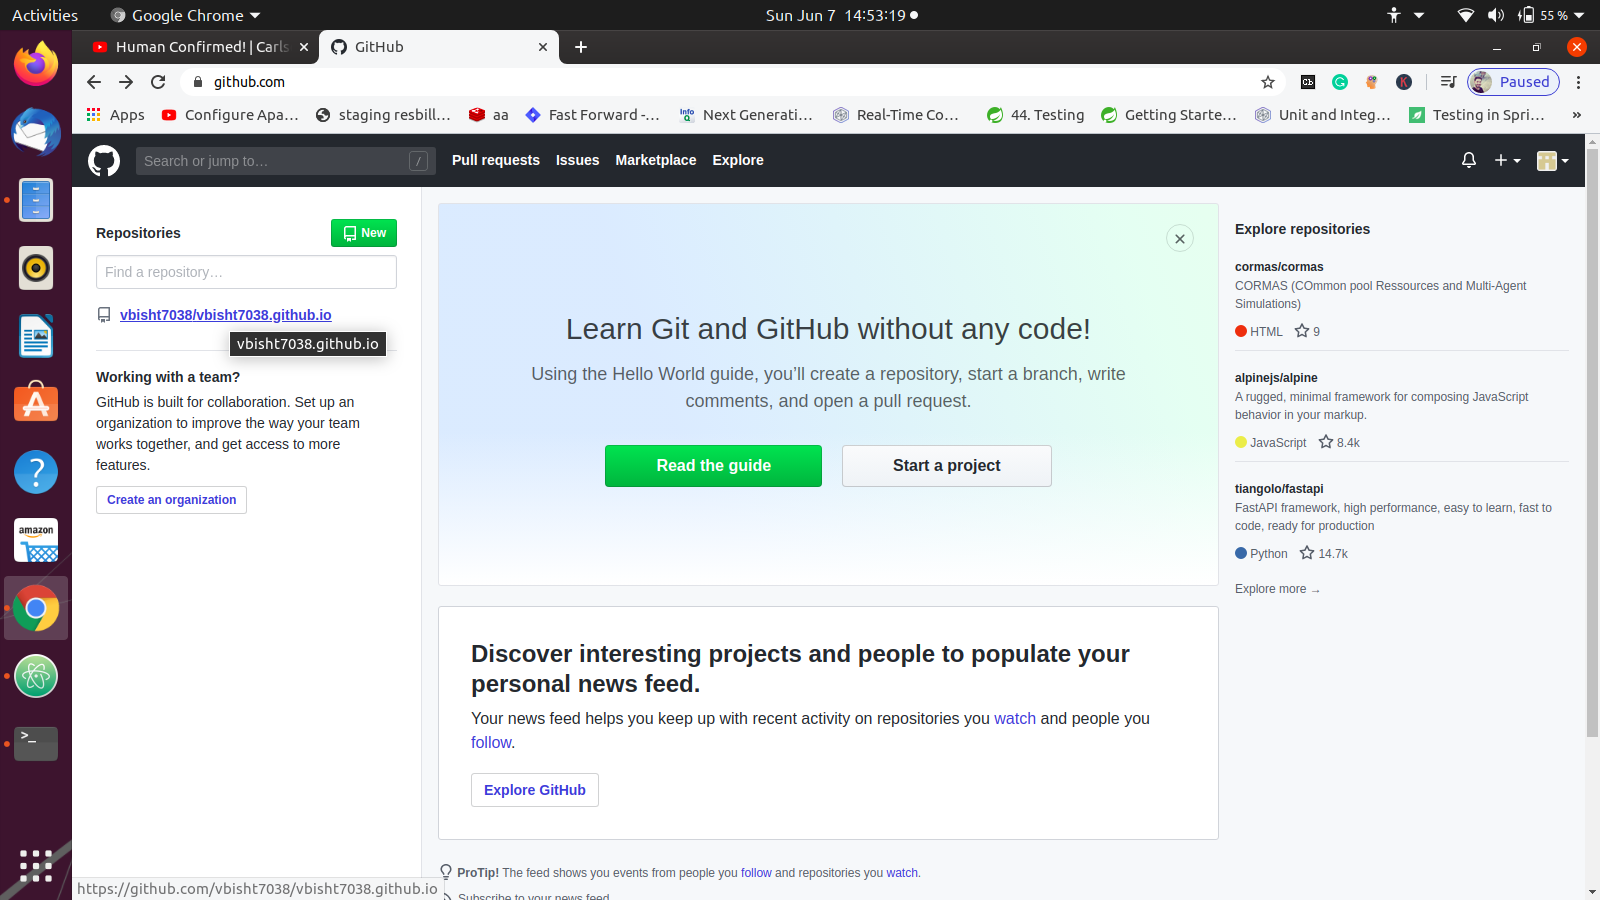 Activities
Google Chrome
Sun Jun 7 14:53:19
55 %
Human Confirmed! | Carls
GitHub
github.com
Paused
Apps
Configure Apa…
staging resbill…
aa
Fast Forward -…
Next Generati…
Real-Time Co…
44. Testing
Getting Starte…
Unit and Integ…
Testing in Spri…
»
Search or jump to…
/
Pull requests
Issues
Marketplace
Explore
Repositories
New
Find a repository…
vbisht7038/vbisht7038.github.io
vbisht7038.github.io
Working with a team?
GitHub is built for collaboration. Set up an
organization to improve the way your team
works together, and get access to more
features.
Create an organization
Learn Git and GitHub without any code!
Using the Hello World guide, you’ll create a repository, start a branch, write
comments, and open a pull request.
Read the guide
Start a project
Discover interesting projects and people to populate your
personal news feed.
Your news feed helps you keep up with recent activity on repositories you watch and people you
follow.
Explore GitHub
ProTip! The feed shows you events from people you follow and repositories you watch.
Subscribe to your news feed
Explore repositories
cormas/cormas
CORMAS (COmmon pool Ressources and Multi-Agent
Simulations)
HTML 9
alpinejs/alpine
A rugged, minimal framework for composing JavaScript
behavior in your markup.
JavaScript 8.4k
tiangolo/fastapi
FastAPI framework, high performance, easy to learn, fast to
code, ready for production
Python 14.7k
Explore more →
amazon
>_
https://github.com/vbisht7038/vbisht7038.github.io